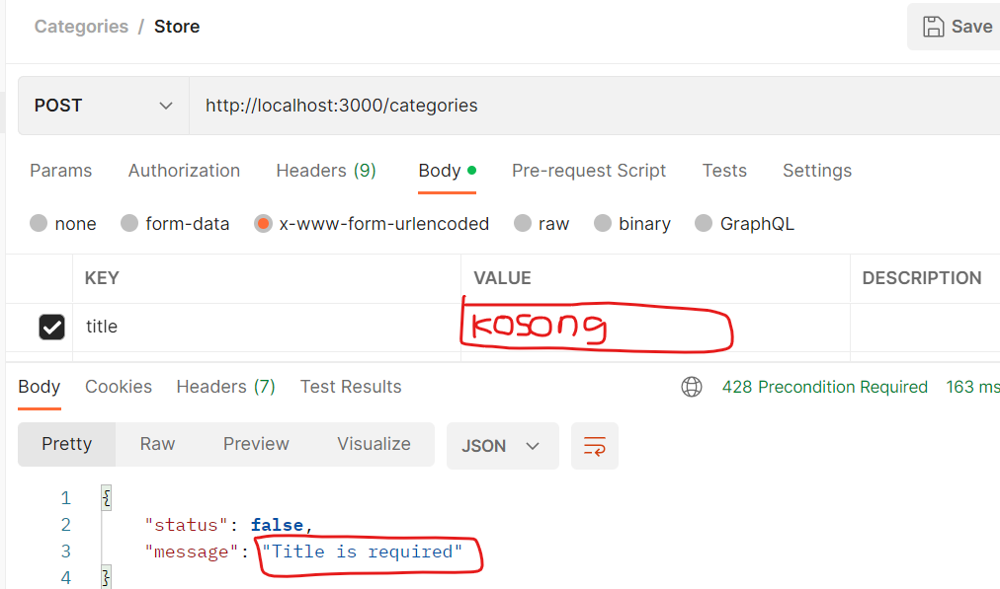 Categories / Store
Save
POST
http://localhost:3000/categories
Params Authorization Headers (9) Body Pre-request Script Tests Settings
none form-data x-www-form-urlencoded raw binary GraphQL
KEY VALUE DESCRIPTION
title kosong
Body Cookies Headers (7) Test Results 428 Precondition Required 163 ms
Pretty Raw Preview Visualize JSON
1 {
2 "status": false,
3 "message": "Title is required"
4 }